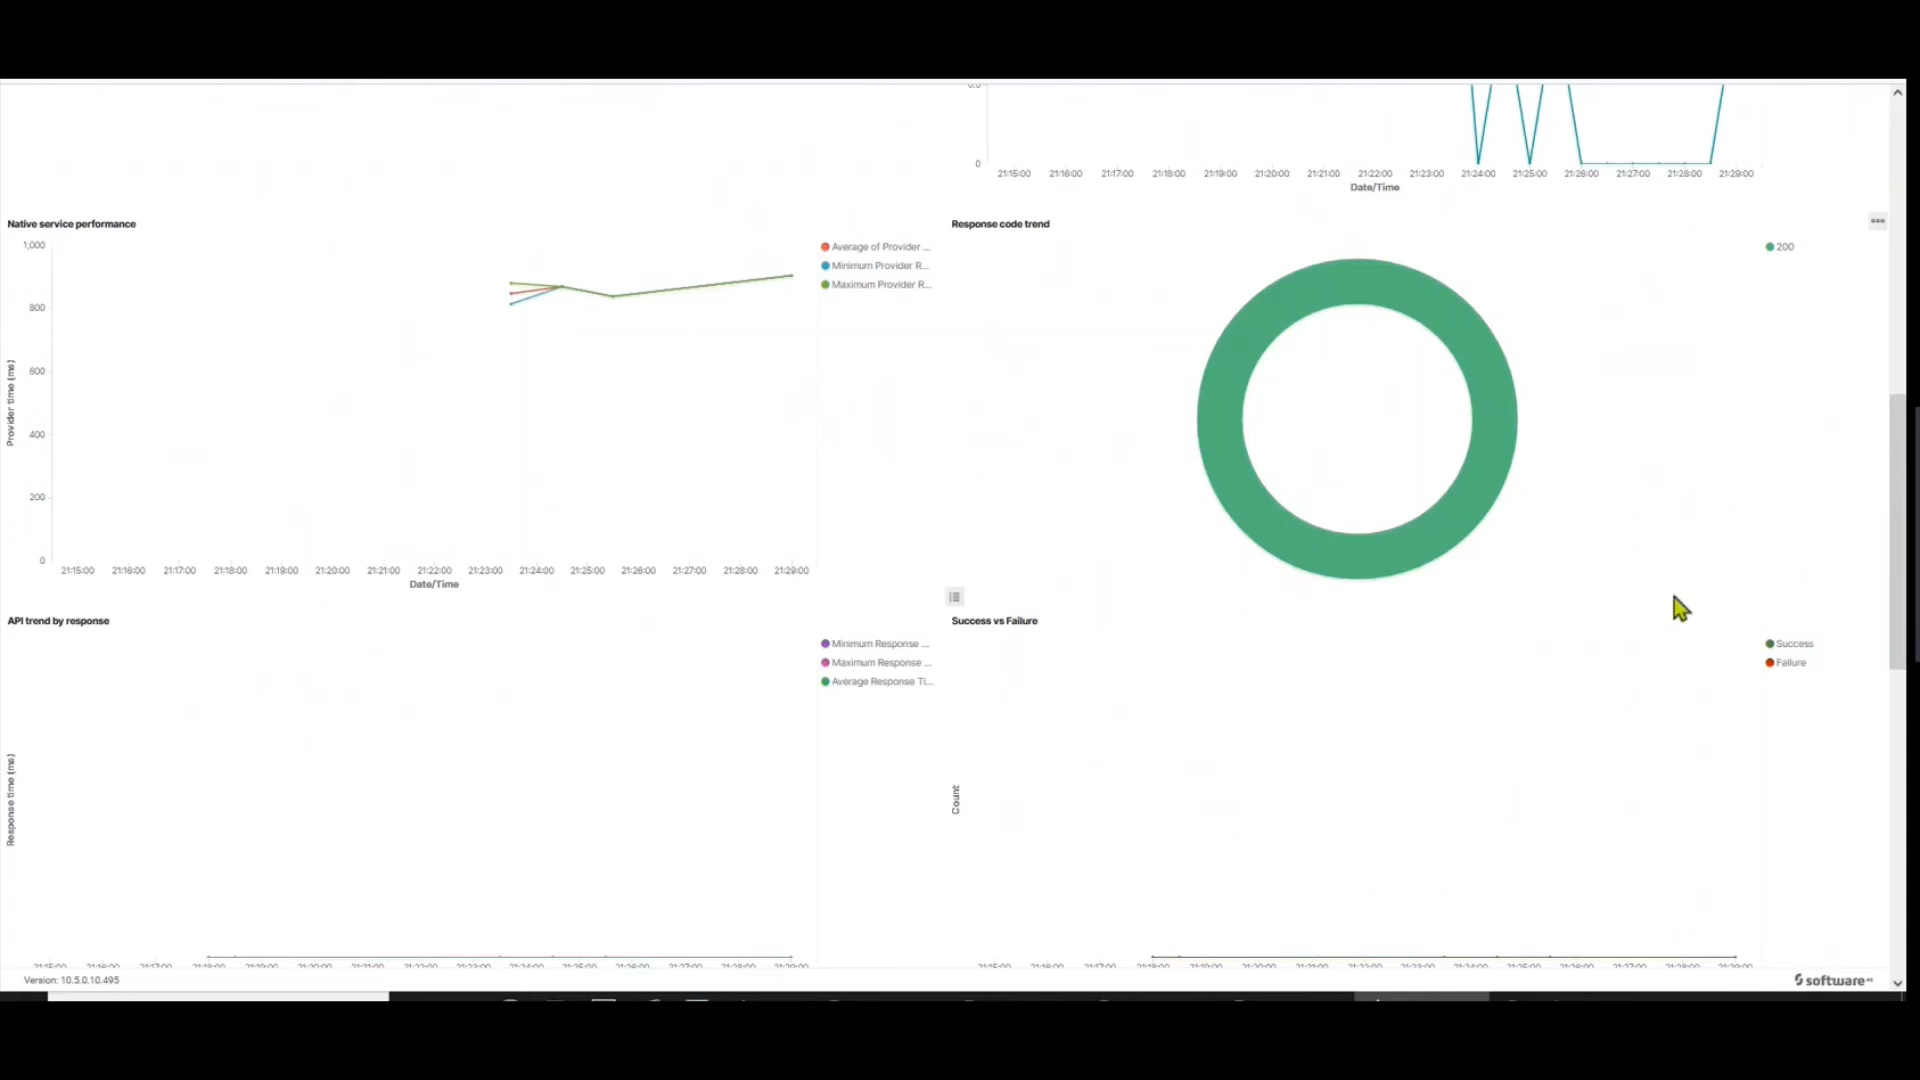 0
21:15:00 21:16:00 21:17:00 21:18:00 21:19:00 21:20:00 21:21:00 21:22:00 21:23:00 21:24:00 21:25:00 21:26:00 21:27:00 21:28:00 21:29:00
Date/Time
Native service performance
1,000
800
600
400
200
0
Provider time (ms)
21:15:00 21:16:00 21:17:00 21:18:00 21:19:00 21:20:00 21:21:00 21:22:00 21:23:00 21:24:00 21:25:00 21:26:00 21:27:00 21:28:00 21:29:00
Date/Time
Average of Provider ...
Minimum Provider R...
Maximum Provider R...
Response code trend
200
API trend by response
Response time (ms)
Minimum Response ...
Maximum Response ...
Average Response Ti...
Success vs Failure
Count
Success
Failure
Version: 10.5.0.10.495
software AG